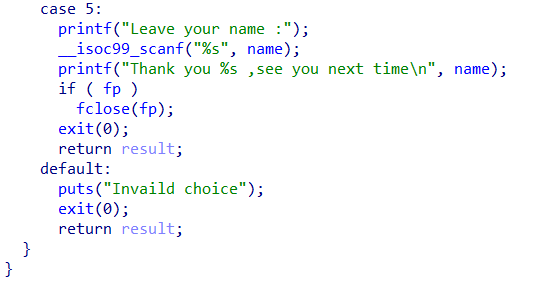 case 5:
printf("Leave your name :");
__isoc99_scanf("%s", name);
printf("Thank you %s ,see you next time\n", name);
if ( fp )
fclose(fp);
exit(0);
return result;
default:
puts("Invaild choice");
exit(0);
return result;
}
}